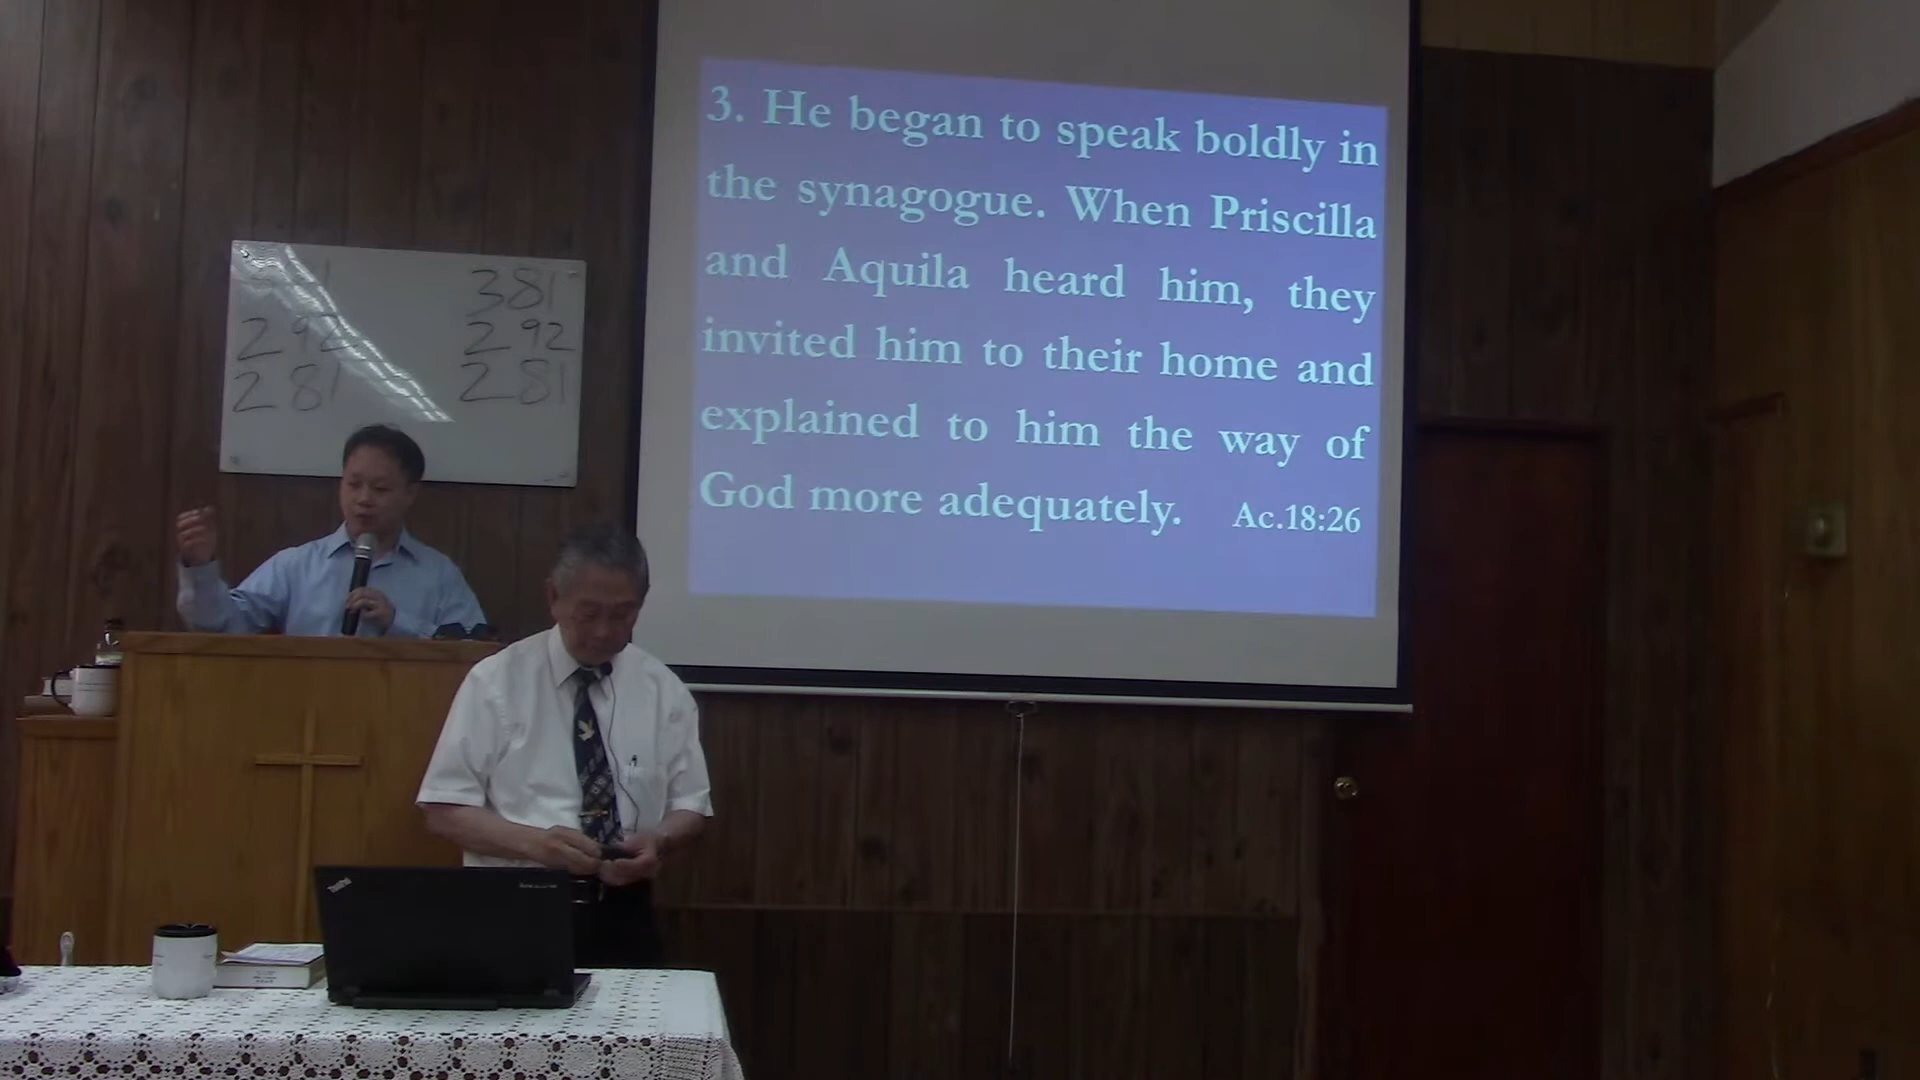 3. He began to speak boldly in
the synagogue. When Priscilla
and Aquila heard him, they
invited him to their home and
explained to him the way of
God more adequately. Ac.18:26
381
292 292
281 281
ThinkPad